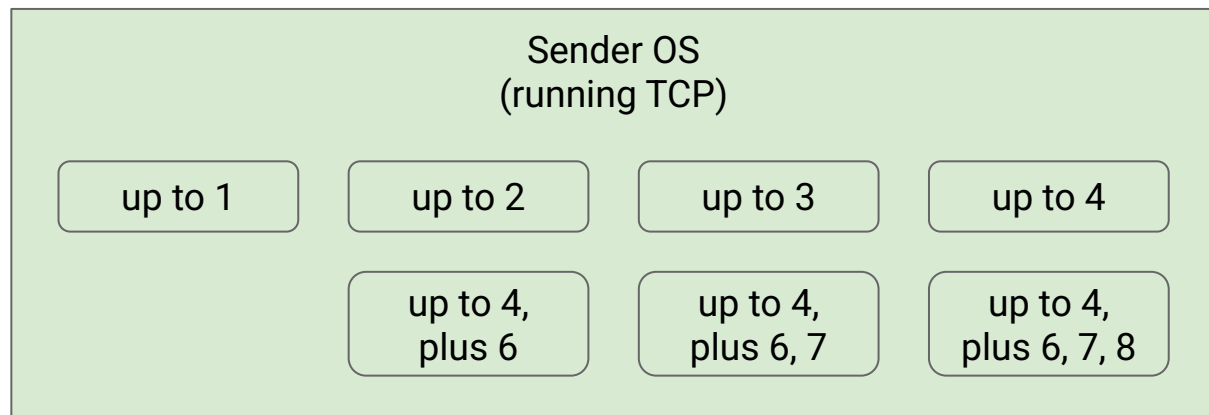 Sender OS
(running TCP)
up to 1
up to 2
up to 3
up to 4
up to 4,
plus 6
up to 4,
plus 6, 7
up to 4,
plus 6, 7, 8